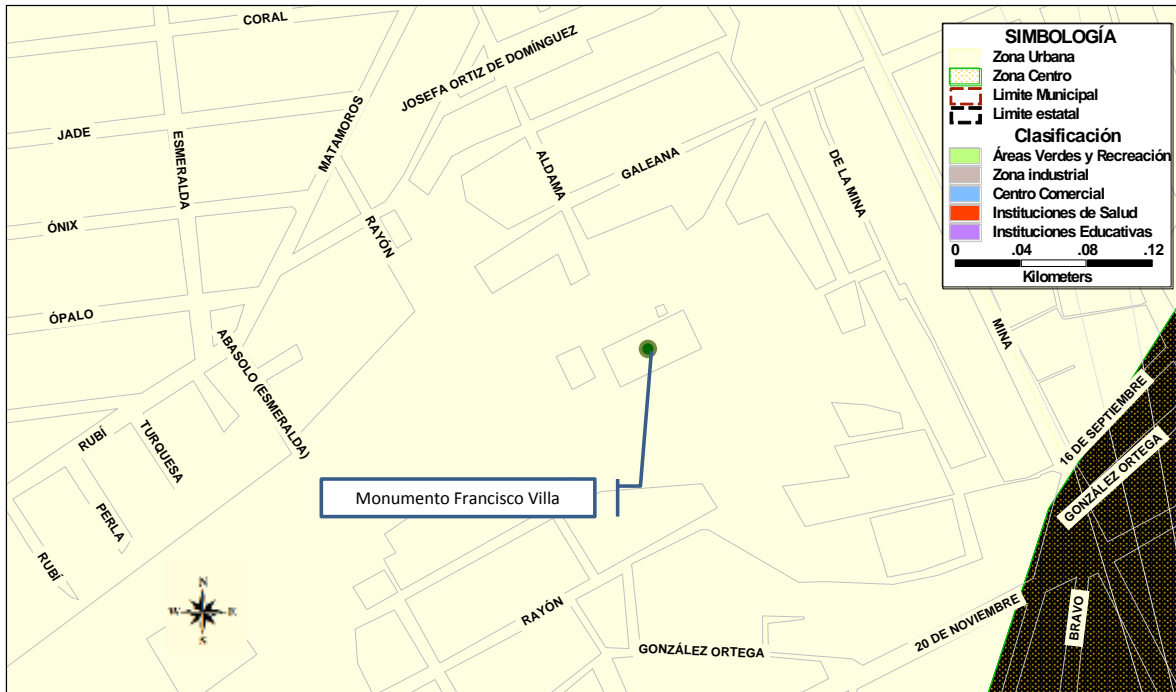 CORAL
JOSEFA ORTIZ DE DOMÍNGUEZ
JADE
ESMERALDA
MATAMOROS
ALDAMA
GALEANA
DE LA MINA
ÓNIX
RAYÓN
ÓPALO
ABASOLO (ESMERALDA)
MINA
RUBÍ
TURQUESA
PERLA
RUBÍ
16 DE SEPTIEMBRE
GONZÁLEZ ORTEGA
Monumento Francisco Villa
N
W
E
S
RAYÓN
GONZÁLEZ ORTEGA
20 DE NOVIEMBRE
BRAVO
SIMBOLOGÍA
Zona Urbana
Zona Centro
Limite Municipal
Limite estatal
Clasificación
Áreas Verdes y Recreación
Zona industrial
Centro Comercial
Instituciones de Salud
Instituciones Educativas
0 .04 .08 .12
Kilometers